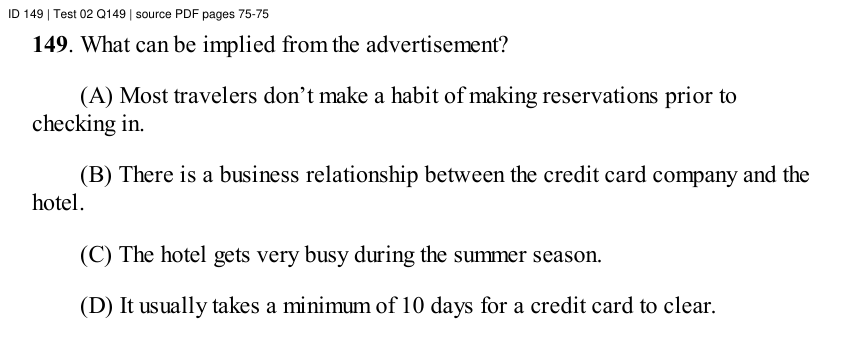 ID 149 | Test 02 Q149 | source PDF pages 75-75
149. What can be implied from the advertisement?
(A) Most travelers don’t make a habit of making reservations prior to
checking in.
(B) There is a business relationship between the credit card company and the
hotel.
(C) The hotel gets very busy during the summer season.
(D) It usually takes a minimum of 10 days for a credit card to clear.